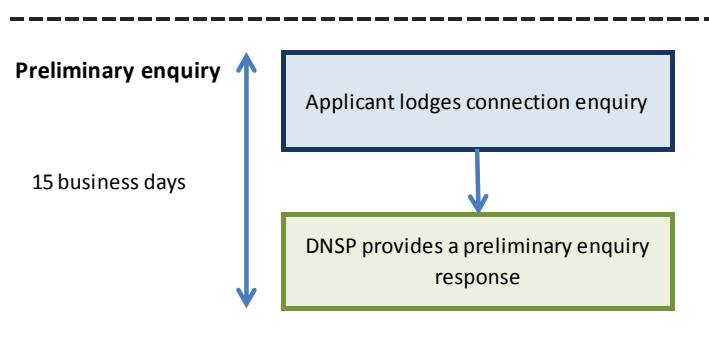 Preliminary enquiry
Applicant lodges connection enquiry
15 business days
DNSP provides a preliminary enquiry
response